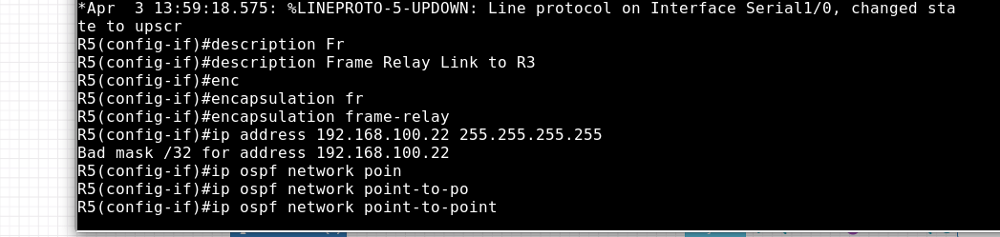 *Apr  3 13:59:18.575: %LINEPROTO-5-UPDOWN: Line protocol on Interface Serial1/0, changed sta
te to upscr
R5(config-if)#description Fr
R5(config-if)#description Frame Relay Link to R3
R5(config-if)#enc
R5(config-if)#encapsulation fr
R5(config-if)#encapsulation frame-relay
R5(config-if)#ip address 192.168.100.22 255.255.255.255
Bad mask /32 for address 192.168.100.22
R5(config-if)#ip ospf network poin
R5(config-if)#ip ospf network point-to-po
R5(config-if)#ip ospf network point-to-point